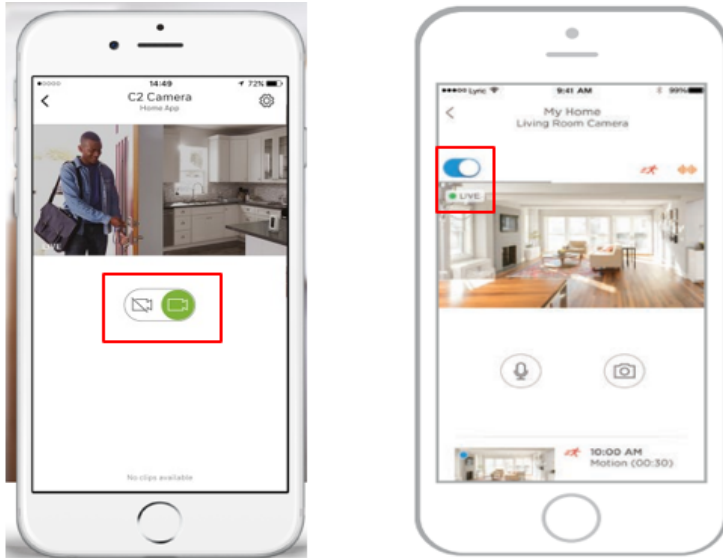 14:49
72%
C2 Camera
Home App
LIVE
No clips available
Lyric
9:41 AM
99%
My Home
Living Room Camera
LIVE
10:00 AM
Motion (00:30)